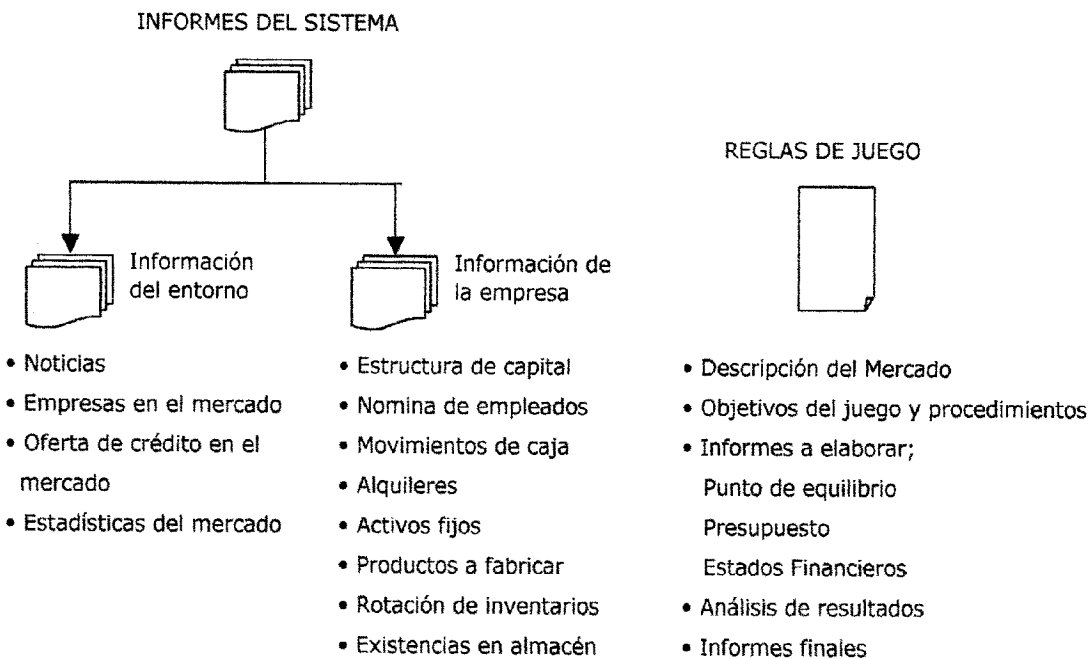 INFORMES DEL SISTEMA
REGLAS DE JUEGO
Información
del entorno
Información de
la empresa
• Noticias
• Empresas en el mercado
• Oferta de crédito en el
mercado
• Estadísticas del mercado
• Estructura de capital
• Nomina de empleados
• Movimientos de caja
• Alquileres
• Activos fijos
• Productos a fabricar
• Rotación de inventarios
• Existencias en almacén
• Descripción del Mercado
• Objetivos del juego y procedimientos
• Informes a elaborar;
Punto de equilibrio
Presupuesto
Estados Financieros
• Análisis de resultados
• Informes finales